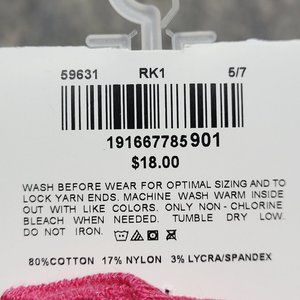 59631 RK1 5/7
191667785901
$18.00
WASH BEFORE WEAR FOR OPTIMAL SIZING AND TO
LOCK YARN ENDS. MACHINE WASH WARM INSIDE
OUT WITH LIKE COLORS. ONLY NON-CHLORINE
BLEACH WHEN NEEDED. TUMBLE DRY LOW.
DO NOT IRON.
80%COTTON 17% NYLON 3% LYCRA/SPANDEX